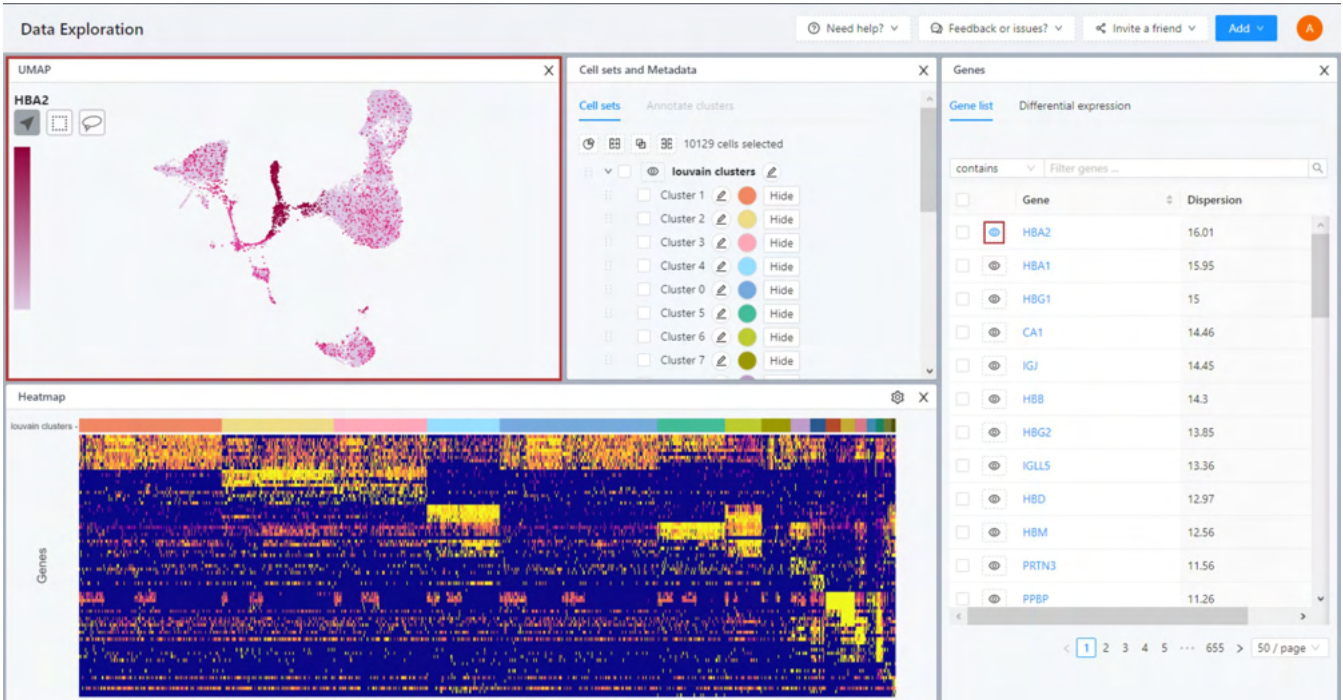 Data Exploration
Need help?
Feedback or issues?
Invite a friend
Add
A
UMAP
HBA2
Cell sets and Metadata
Cell sets
Annotate clusters
10129 cells selected
louvain clusters
Cluster 1 Hide
Cluster 2 Hide
Cluster 3 Hide
Cluster 4 Hide
Cluster 0 Hide
Cluster 5 Hide
Cluster 6 Hide
Cluster 7 Hide
Genes
Gene list
Differential expression
contains
Filter genes ...
Gene Dispersion
HBA2 16.01
HBA1 15.95
HBG1 15
CA1 14.46
IGJ 14.45
HBB 14.3
HBG2 13.85
IGLL5 13.36
HBD 12.97
HBM 12.56
PRTN3 11.56
PPBP 11.26
< 1 2 3 4 5 ··· 655 > 50 / page
Heatmap
louvain clusters -
Genes